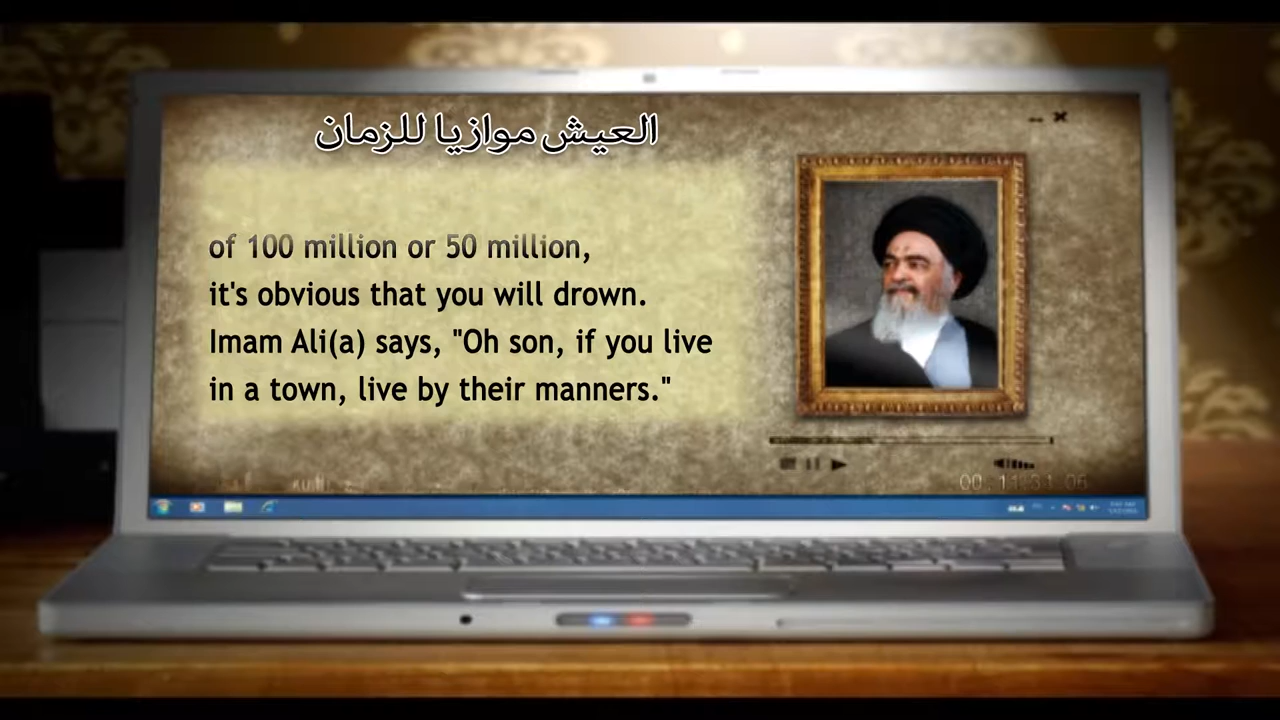 العيش موازيا للزمان
of 100 million or 50 million,
it's obvious that you will drown.
Imam Ali(a) says, "Oh son, if you live
in a town, live by their manners."